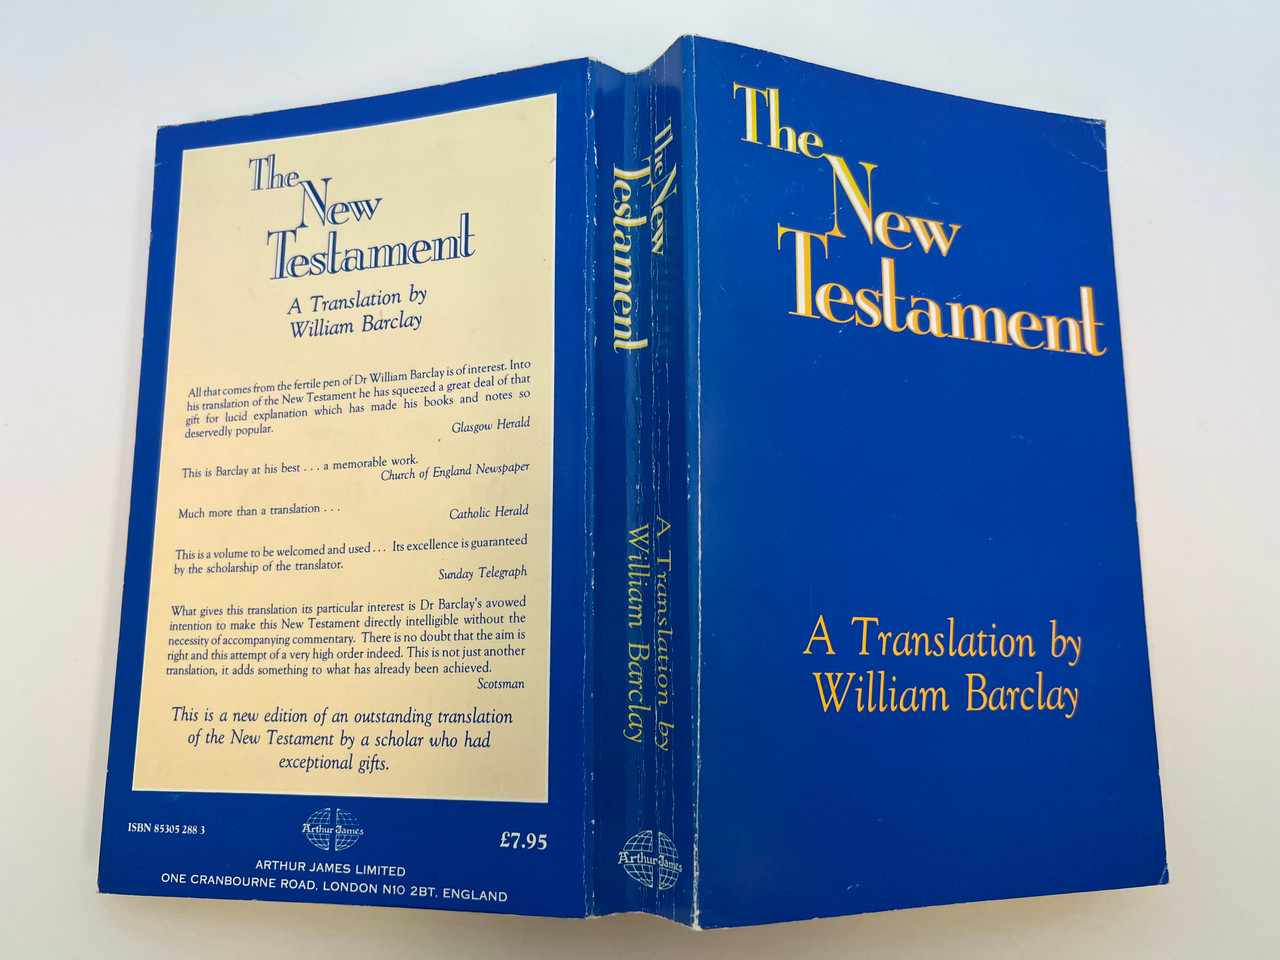 The
New
Testament
A Translation by
William Barclay
All that comes from the fertile pen of Dr William Barclay is of interest. Into
his translation of the New Testament he has squeezed a great deal of that
gift for lucid explanation which has made his books and notes so
deservedly popular.
Glasgow Herald
This is Barclay at his best . . . a memorable work.
Church of England Newspaper
Much more than a translation . . .
Catholic Herald
This is a volume to be welcomed and used . . . Its excellence is guaranteed
by the scholarship of the translator.
Sunday Telegraph
What gives this translation its particular interest is Dr Barclay's avowed
intention to make this New Testament directly intelligible without the
necessity of accompanying commentary. There is no doubt that the aim is
right and this attempt of a very high order indeed. This is not just another
translation, it adds something to what has already been achieved.
Scotsman
This is a new edition of an outstanding translation
of the New Testament by a scholar who had
exceptional gifts.
ISBN 85305 288 3
Arthur James
£7.95
ARTHUR JAMES LIMITED
ONE CRANBOURNE ROAD, LONDON N10 2BT, ENGLAND
The New
Testament
A Translation by
William Barclay
Arthur James
The
New
Testament
A Translation by
William Barclay